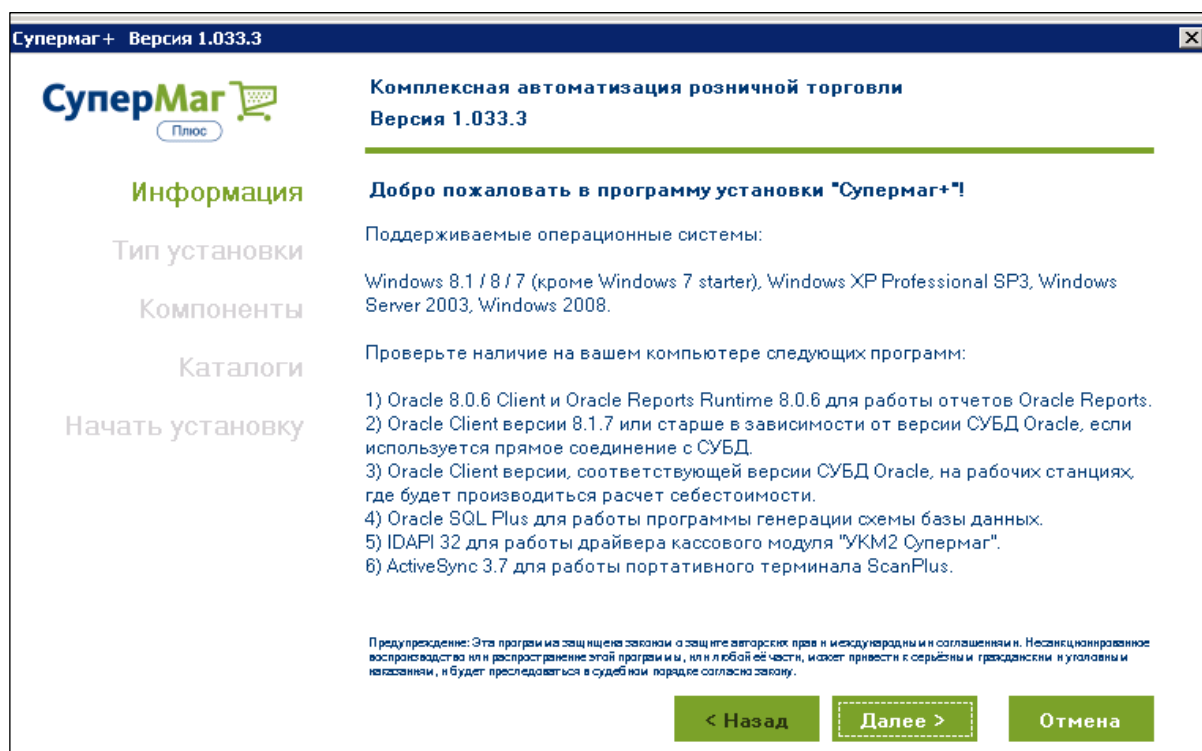 Супермаг+ Версия 1.033.3
СуперМаг
Плюс
Комплексная автоматизация розничной торговли
Версия 1.033.3
Информация
Тип установки
Компоненты
Каталоги
Начать установку
Добро пожаловать в программу установки "Супермаг+"!
Поддерживаемые операционные системы:
Windows 8.1 / 8 / 7 (кроме Windows 7 starter), Windows XP Professional SP3, Windows
Server 2003, Windows 2008.
Проверьте наличие на вашем компьютере следующих программ:
1) Oracle 8.0.6 Client и Oracle Reports Runtime 8.0.6 для работы отчетов Oracle Reports.
2) Oracle Client версии 8.1.7 или старше в зависимости от версии СУБД Oracle, если
используется прямое соединение с СУБД.
3) Oracle Client версии, соответствующей версии СУБД Oracle, на рабочих станциях,
где будет производиться расчет себестоимости.
4) Oracle SQL Plus для работы программы генерации схемы базы данных.
5) IDAPI 32 для работы драйвера кассового модуля "УКМ2 Супермаг".
6) ActiveSync 3.7 для работы портативного терминала ScanPlus.
Предупреждение: Эта программа защищена законом о защите авторских прав и международными соглашениями. Несанкционированное
воспроизводство или распространение этой программы, или любой её части, может привести к серьёзным гражданским и уголовным
наказаниям, и будет преследоваться в судебном порядке согласно закону.
< Назад
Далее >
Отмена